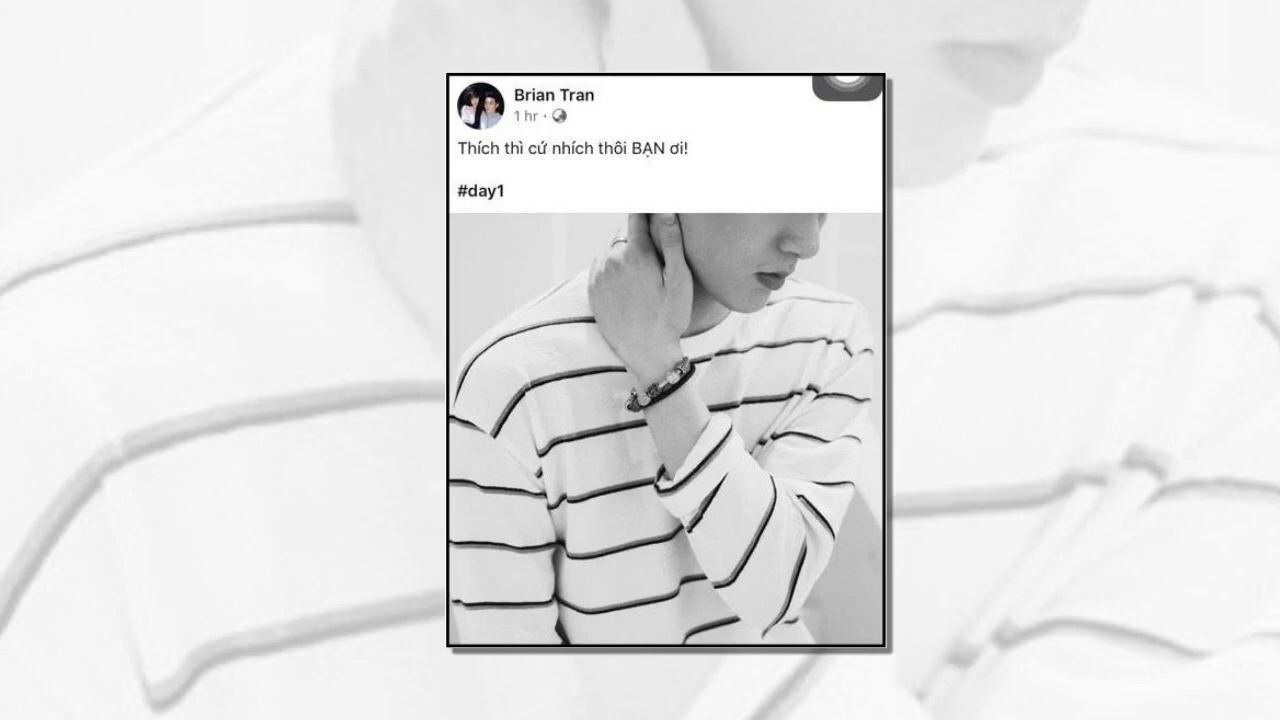 Brian Tran
1 hr ·
Thích thì cứ nhích thôi BẠN ơi!
#day1